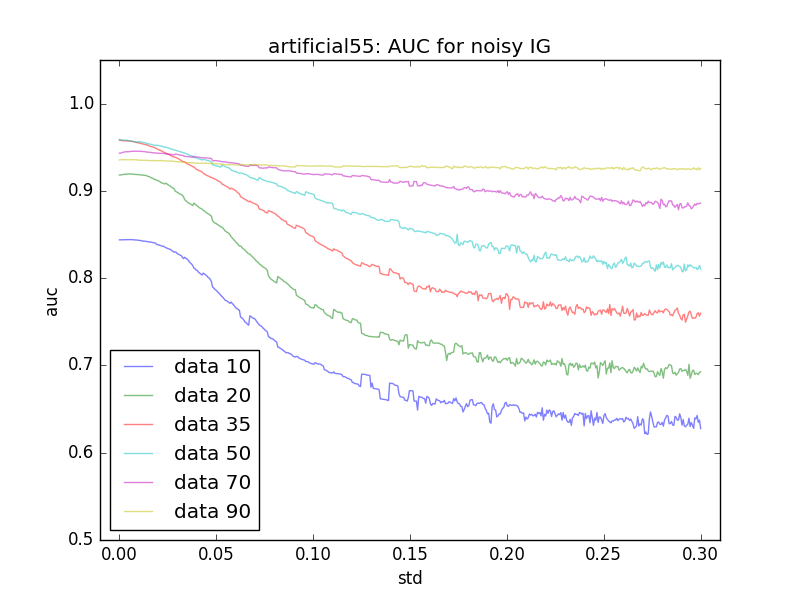 artificial55: AUC for noisy IG
auc
1.0
0.9
0.8
0.7
0.6
0.5
data 10
data 20
data 35
data 50
data 70
data 90
0.00 0.05 0.10 0.15 0.20 0.25 0.30
std